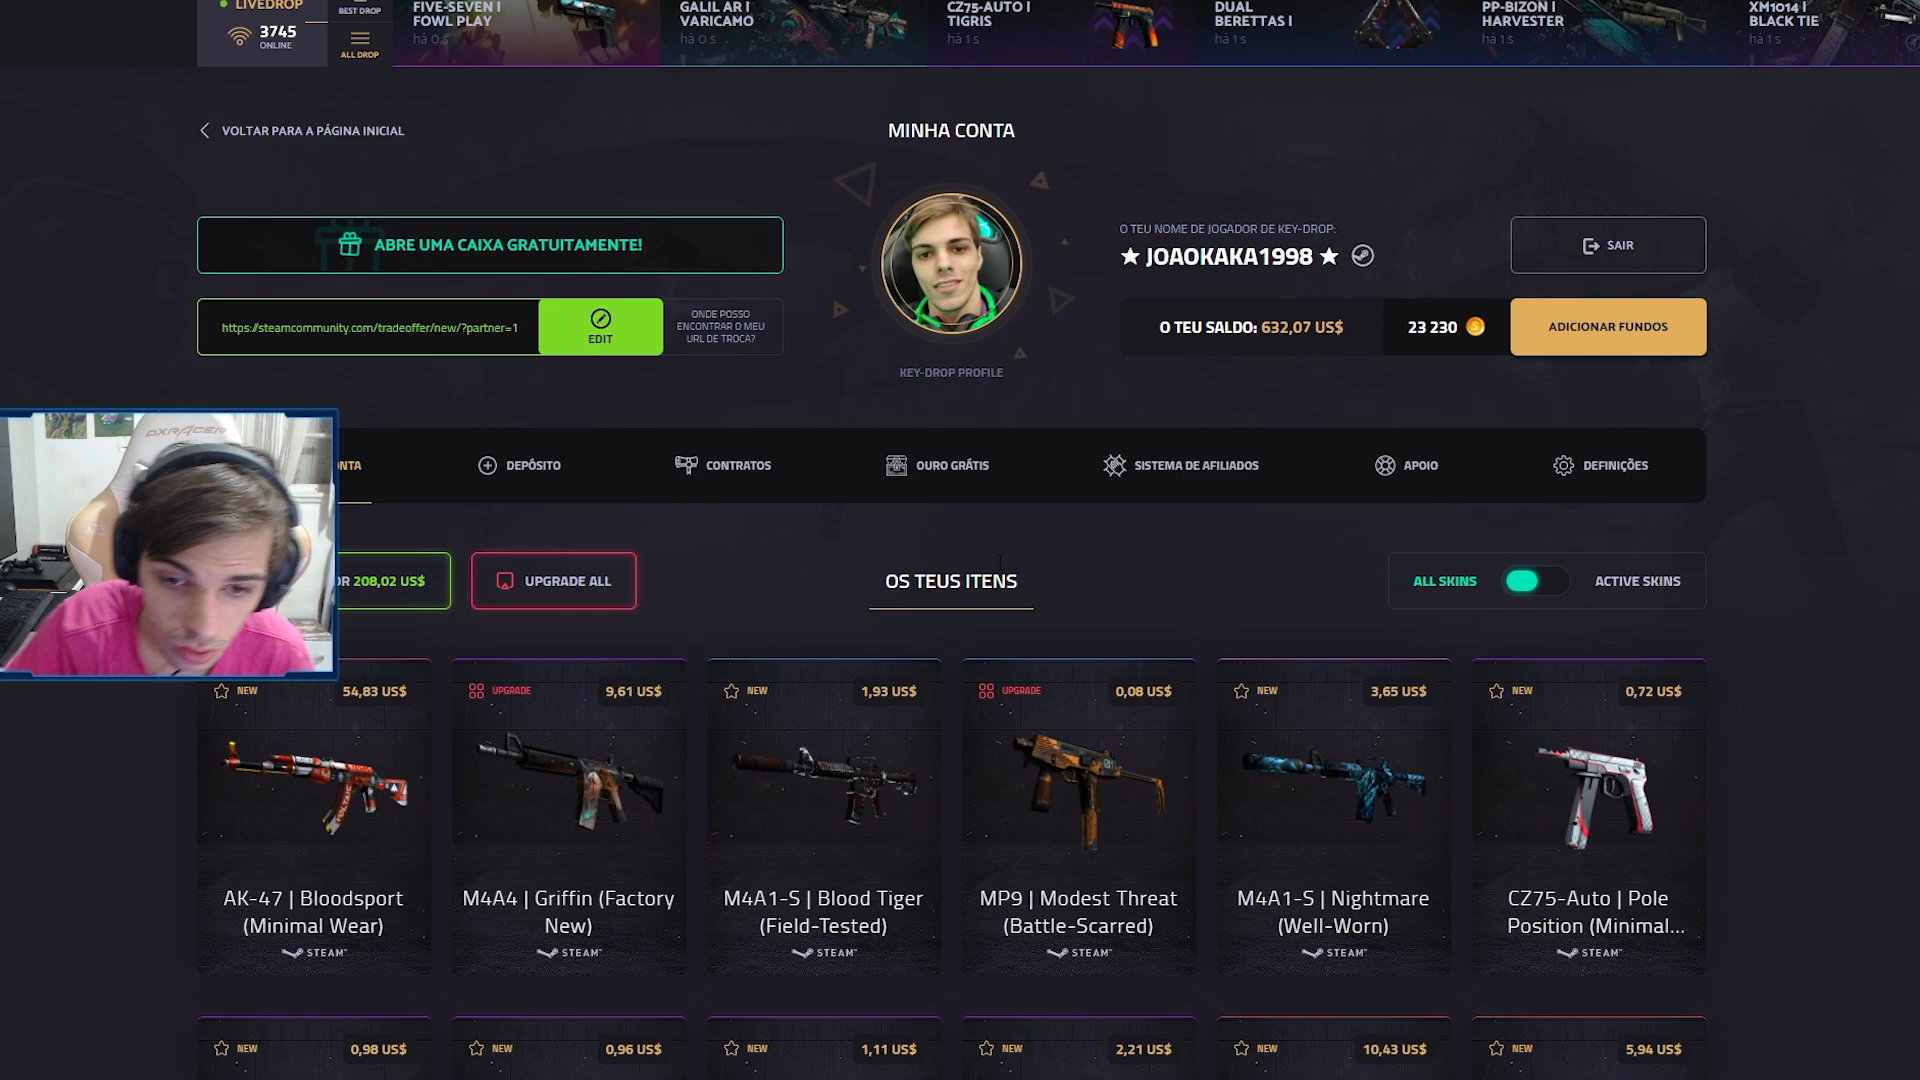 LIVEDROP
3745
ONLINE
BEST DROP
ALL DROP
FIVE-SEVEN |
FOWL PLAY
há 0 s
GALIL AR |
VARICAMO
há 0 s
CZ75-AUTO |
TIGRIS
há 1 s
DUAL
BERETTAS |
há 1 s
PP-BIZON |
HARVESTER
há 1 s
XM1014 |
BLACK TIE
há 1 s
VOLTAR PARA A PÁGINA INICIAL
MINHA CONTA
ABRE UMA CAIXA GRATUITAMENTE!
https://steamcommunity.com/tradeoffer/new/?partner=1
EDIT
ONDE POSSO
ENCONTRAR O MEU
URL DE TROCA?
KEY-DROP PROFILE
O TEU NOME DE JOGADOR DE KEY-DROP:
★ JOAOKAKA1998 ★
SAIR
O TEU SALDO: 632,07 US$
23 230
ADICIONAR FUNDOS
DXRACER
NTA
DEPÓSITO
CONTRATOS
OURO GRÁTIS
SISTEMA DE AFILIADOS
APOIO
DEFINIÇÕES
OR 208,02 US$
UPGRADE ALL
OS TEUS ITENS
ALL SKINS
ACTIVE SKINS
NEW
54,83 US$
AK-47 | Bloodsport
(Minimal Wear)
STEAM™
UPGRADE
9,61 US$
M4A4 | Griffin (Factory
New)
STEAM™
NEW
1,93 US$
M4A1-S | Blood Tiger
(Field-Tested)
STEAM™
UPGRADE
0,08 US$
MP9 | Modest Threat
(Battle-Scarred)
STEAM™
NEW
3,65 US$
M4A1-S | Nightmare
(Well-Worn)
STEAM™
NEW
0,72 US$
CZ75-Auto | Pole
Position (Minimal...
STEAM™
NEW
0,98 US$
NEW
0,96 US$
NEW
1,11 US$
NEW
2,21 US$
NEW
10,43 US$
NEW
5,94 US$